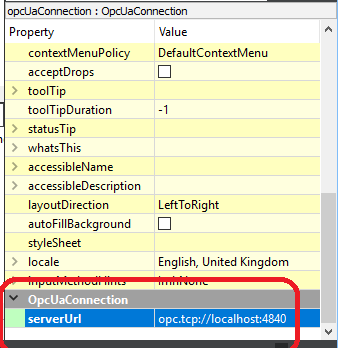 opcUaConnection : OpcUaConnection
Property Value
contextMenuPolicy DefaultContextMenu
acceptDrops
toolTip
toolTipDuration -1
statusTip
whatsThis
accessibleName
accessibleDescription
layoutDirection LeftToRight
autoFillBackground
styleSheet
locale English, United Kingdom
inputMethodHints ImhNone
OpcUaConnection
serverUrl opc.tcp://localhost:4840